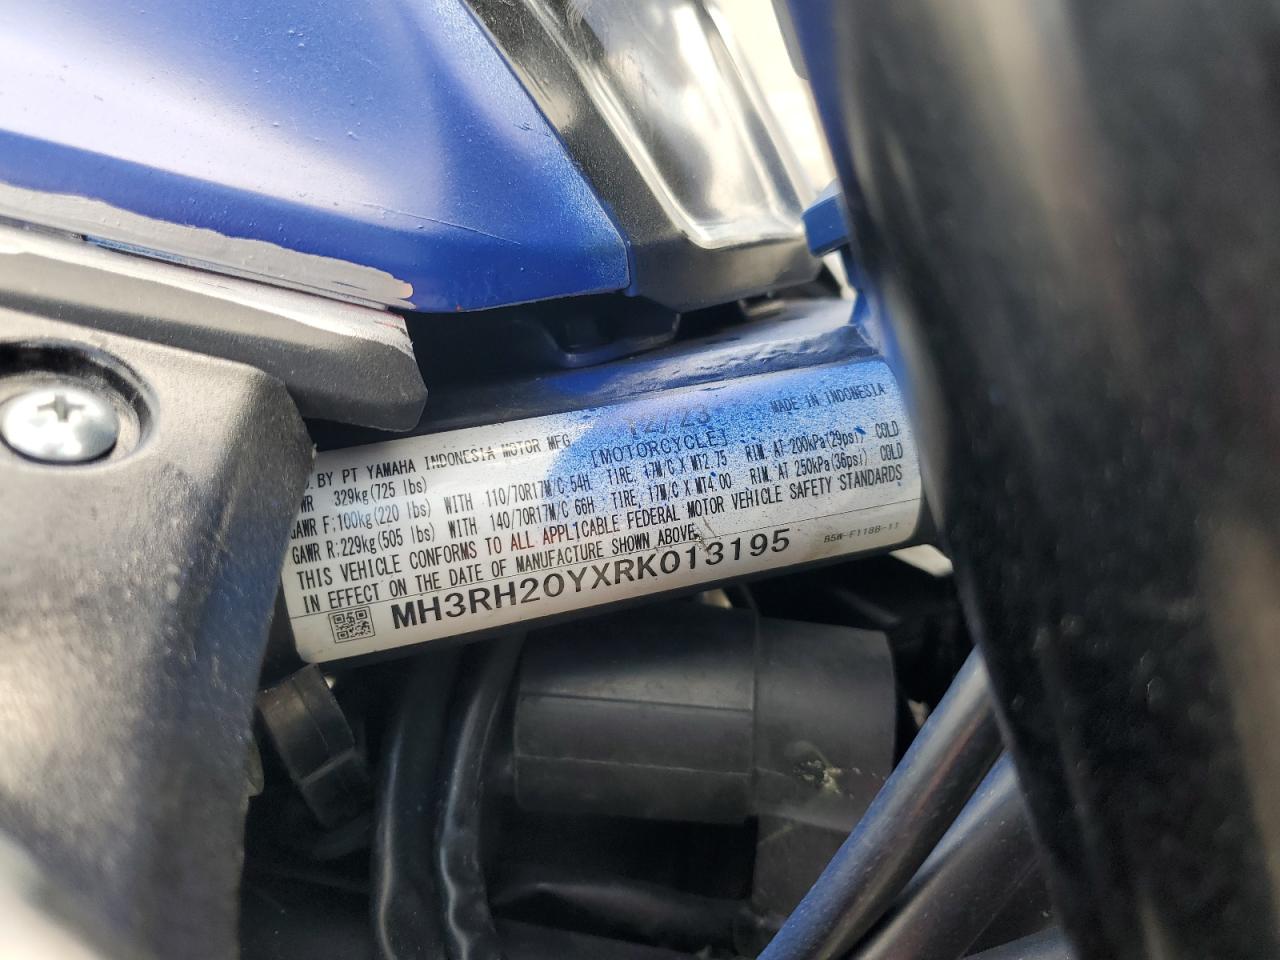 BY PT YAMAHA INDONESIA MOTOR MFG 12/23 MADE IN INDONESIA
329kg(725 lbs) [MOTORCYCLE]
GAWR F:100kg(220 lbs) WITH 110/70R17M/C 54H TIRE, 17M/C X MT2.75 RIM, AT 200kPa(29psi) COLD
GAWR R:229kg(505 lbs) WITH 140/70R17M/C 66H TIRE, 17M/C X MT4.00 RIM, AT 250kPa(36psi) COLD
THIS VEHICLE CONFORMS TO ALL APPLICABLE FEDERAL MOTOR VEHICLE SAFETY STANDARDS
IN EFFECT ON THE DATE OF MANUFACTURE SHOWN ABOVE.
MH3RH20YXRK013195 B5W-F118B-11